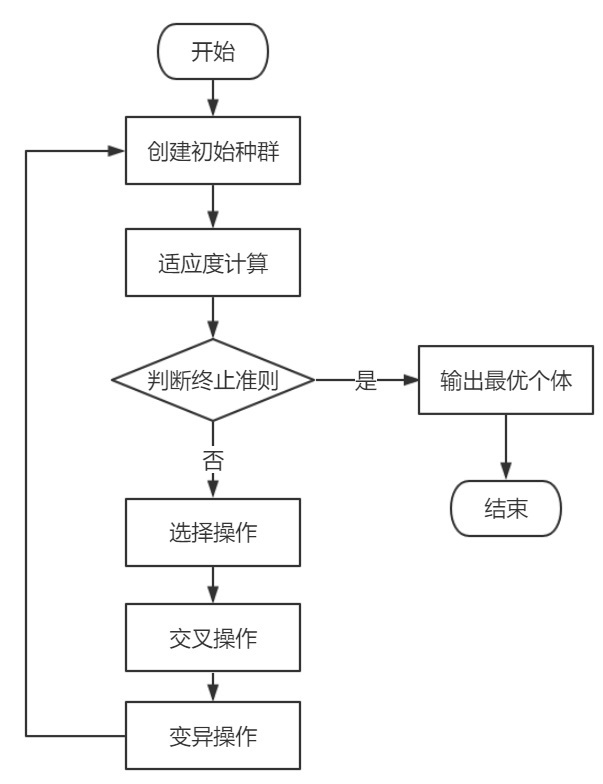 开始
创建初始种群
适应度计算
判断终止准则
是
输出最优个体
否
结束
选择操作
交叉操作
变异操作